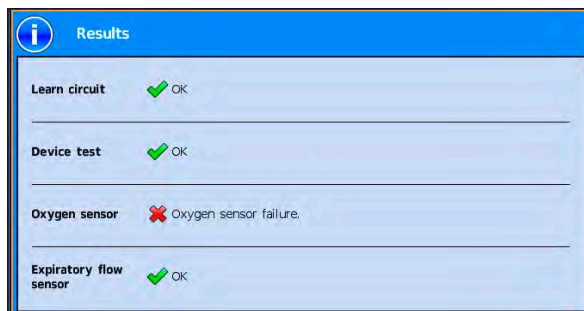 Results
Learn circuit OK
Device test OK
Oxygen sensor Oxygen sensor failure.
Expiratory flow
sensor OK